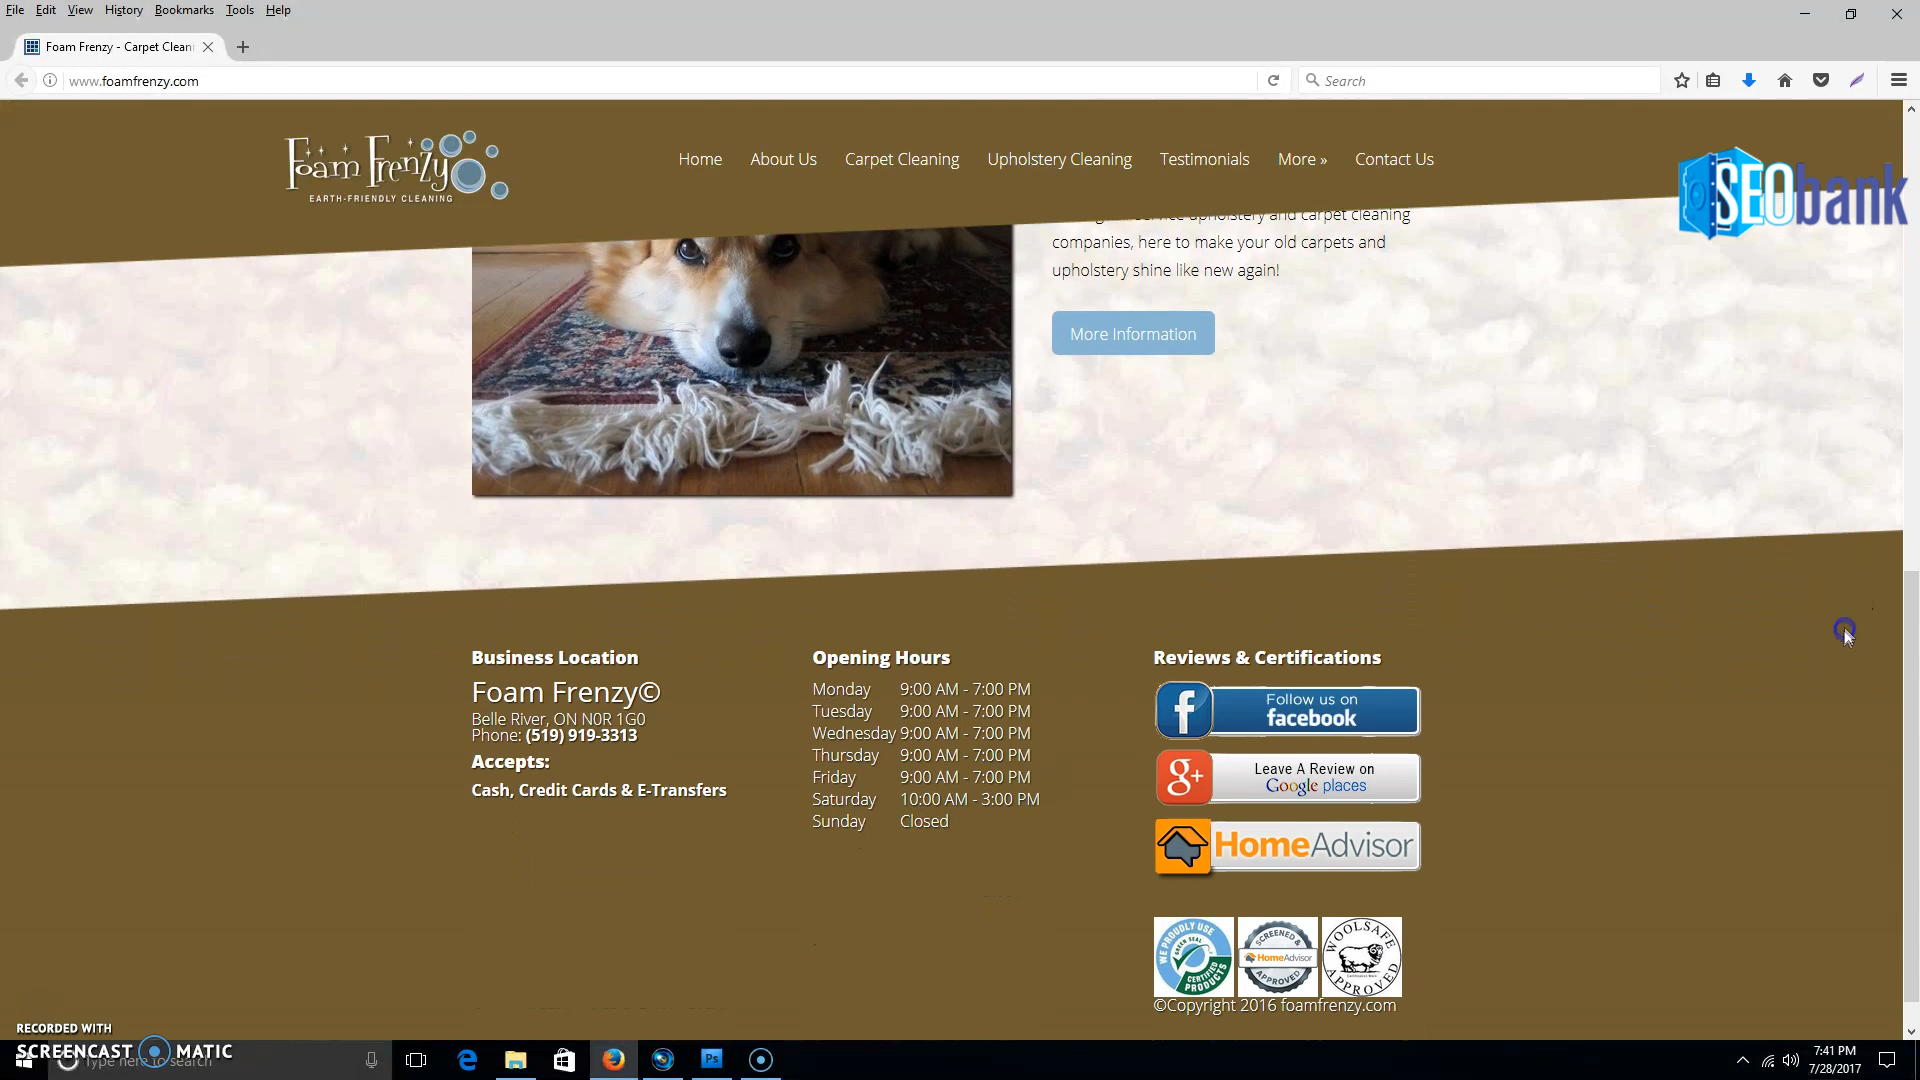 File Edit View History Bookmarks Tools Help
Foam Frenzy - Carpet Clean
www.foamfrenzy.com
Search
Foam Frenzy
EARTH-FRIENDLY CLEANING
Home About Us Carpet Cleaning Upholstery Cleaning Testimonials More » Contact Us
SEObank
service upholstery and carpet cleaning
companies, here to make your old carpets and
upholstery shine like new again!
More Information
Business Location
Foam Frenzy©
Belle River, ON N0R 1G0
Phone: (519) 919-3313
Accepts:
Cash, Credit Cards & E-Transfers
Opening Hours
Monday 9:00 AM - 7:00 PM
Tuesday 9:00 AM - 7:00 PM
Wednesday 9:00 AM - 7:00 PM
Thursday 9:00 AM - 7:00 PM
Friday 9:00 AM - 7:00 PM
Saturday 10:00 AM - 3:00 PM
Sunday Closed
Reviews & Certifications
f Follow us on
facebook
g+ Leave A Review on
Google places
HomeAdvisor
WE PROUDLY USE GREEN SEAL CERTIFIED PRODUCTS
SCREENED & HomeAdvisor APPROVED
WOOLSAFE APPROVED
©Copyright 2016 foamfrenzy.com
RECORDED WITH
SCREENCAST MATIC
Type here to search
Ps
7:41 PM
7/28/2017